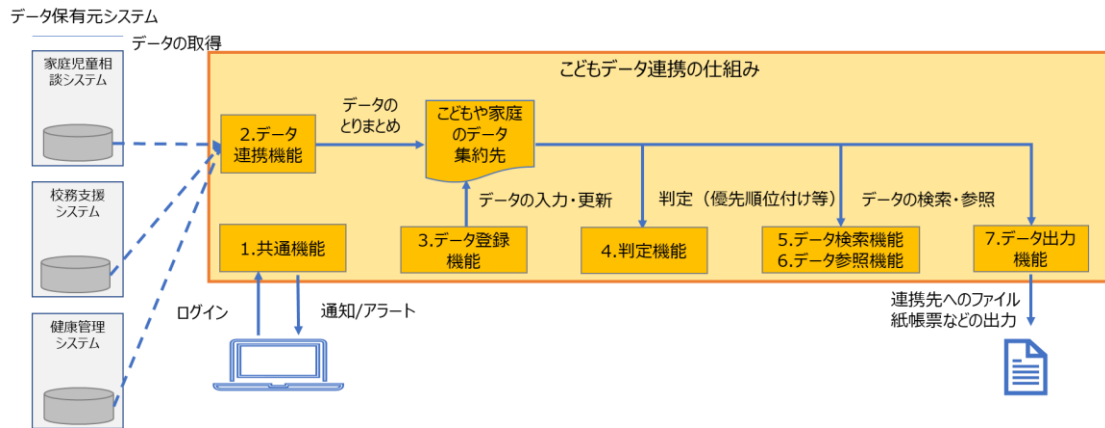 データ保有元システム
データの取得
家庭児童相
談システム
校務支援
システム
健康管理
システム
こどもデータ連携の仕組み
2.データ
連携機能
データの
とりまとめ
こどもや家庭
のデータ
集約先
データの入力・更新
判定（優先順位付け等）
データの検索・参照
1.共通機能
3.データ登録
機能
4.判定機能
5.データ検索機能
6.データ参照機能
7.データ出力
機能
ログイン
通知/アラート
連携先へのファイル
紙帳票などの出力